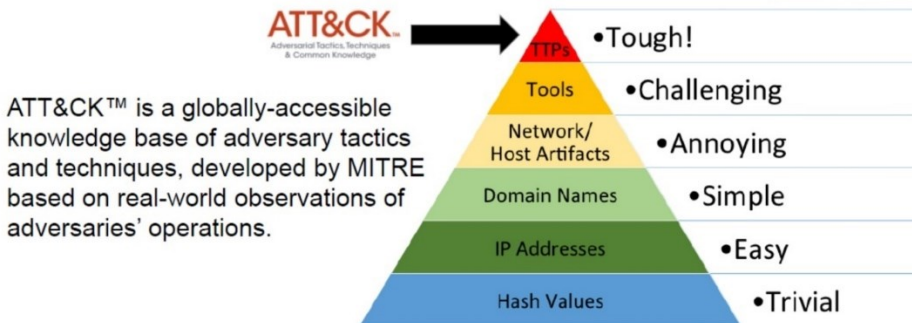 ATT&CK™
Adversarial Tactics, Techniques
& Common Knowledge
ATT&CK™ is a globally-accessible
knowledge base of adversary tactics
and techniques, developed by MITRE
based on real-world observations of
adversaries’ operations.
TTPs
•Tough!
Tools
•Challenging
Network/
Host Artifacts
•Annoying
Domain Names
•Simple
IP Addresses
•Easy
Hash Values
•Trivial